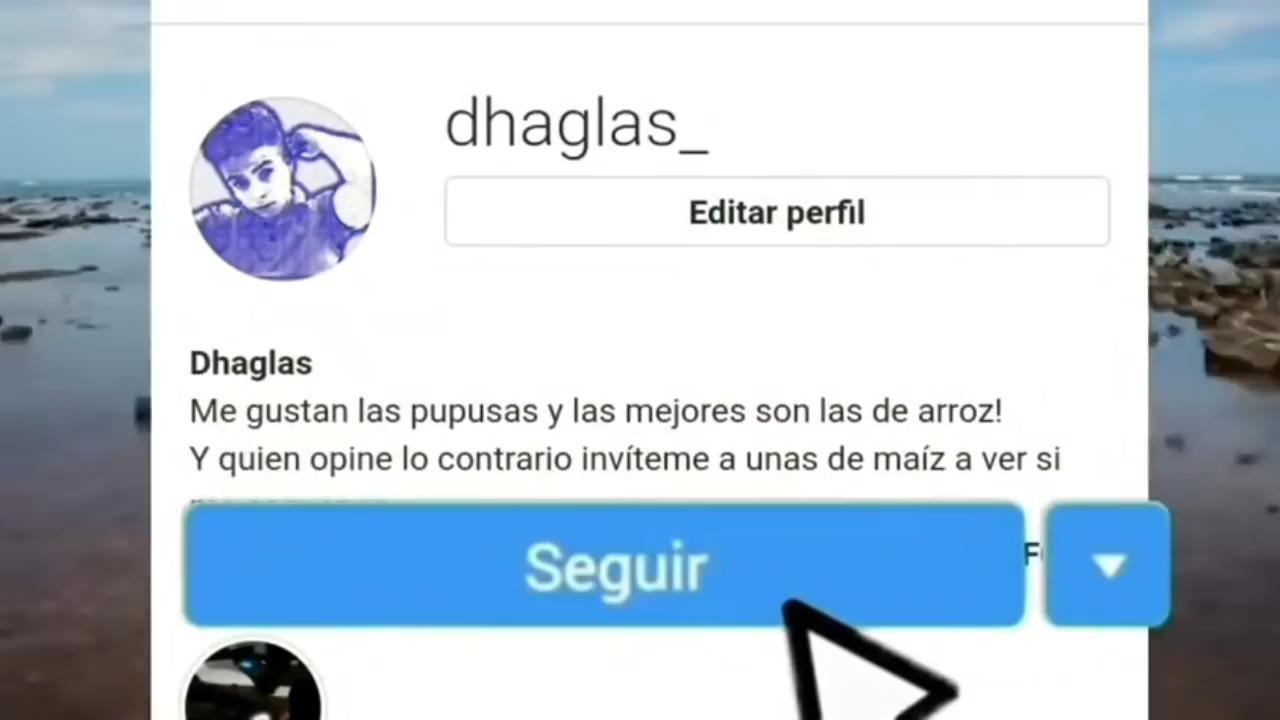 dhaglas_
Editar perfil
Dhaglas
Me gustan las pupusas y las mejores son las de arroz!
Y quien opine lo contrario invíteme a unas de maíz a ver si
Seguir